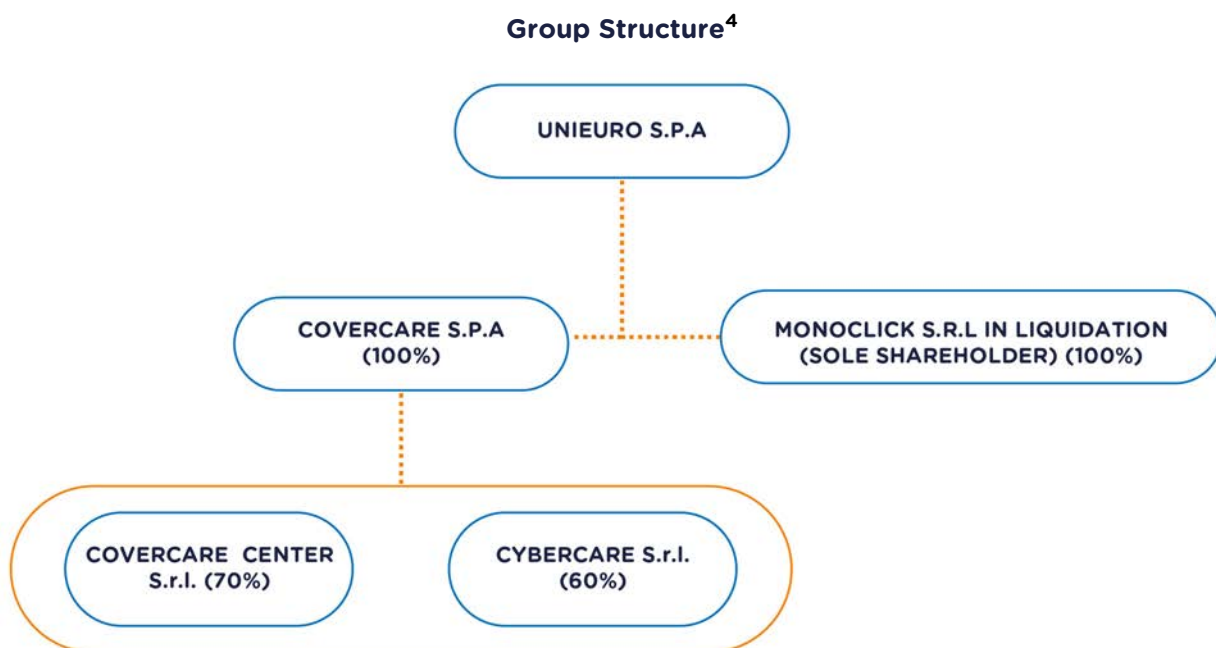 Group Structure⁴
UNIEURO S.P.A
COVERCARE S.P.A
(100%)
MONOCLICK S.R.L IN LIQUIDATION
(SOLE SHAREHOLDER) (100%)
COVERCARE CENTER
S.r.l. (70%)
CYBERCARE S.r.l.
(60%)